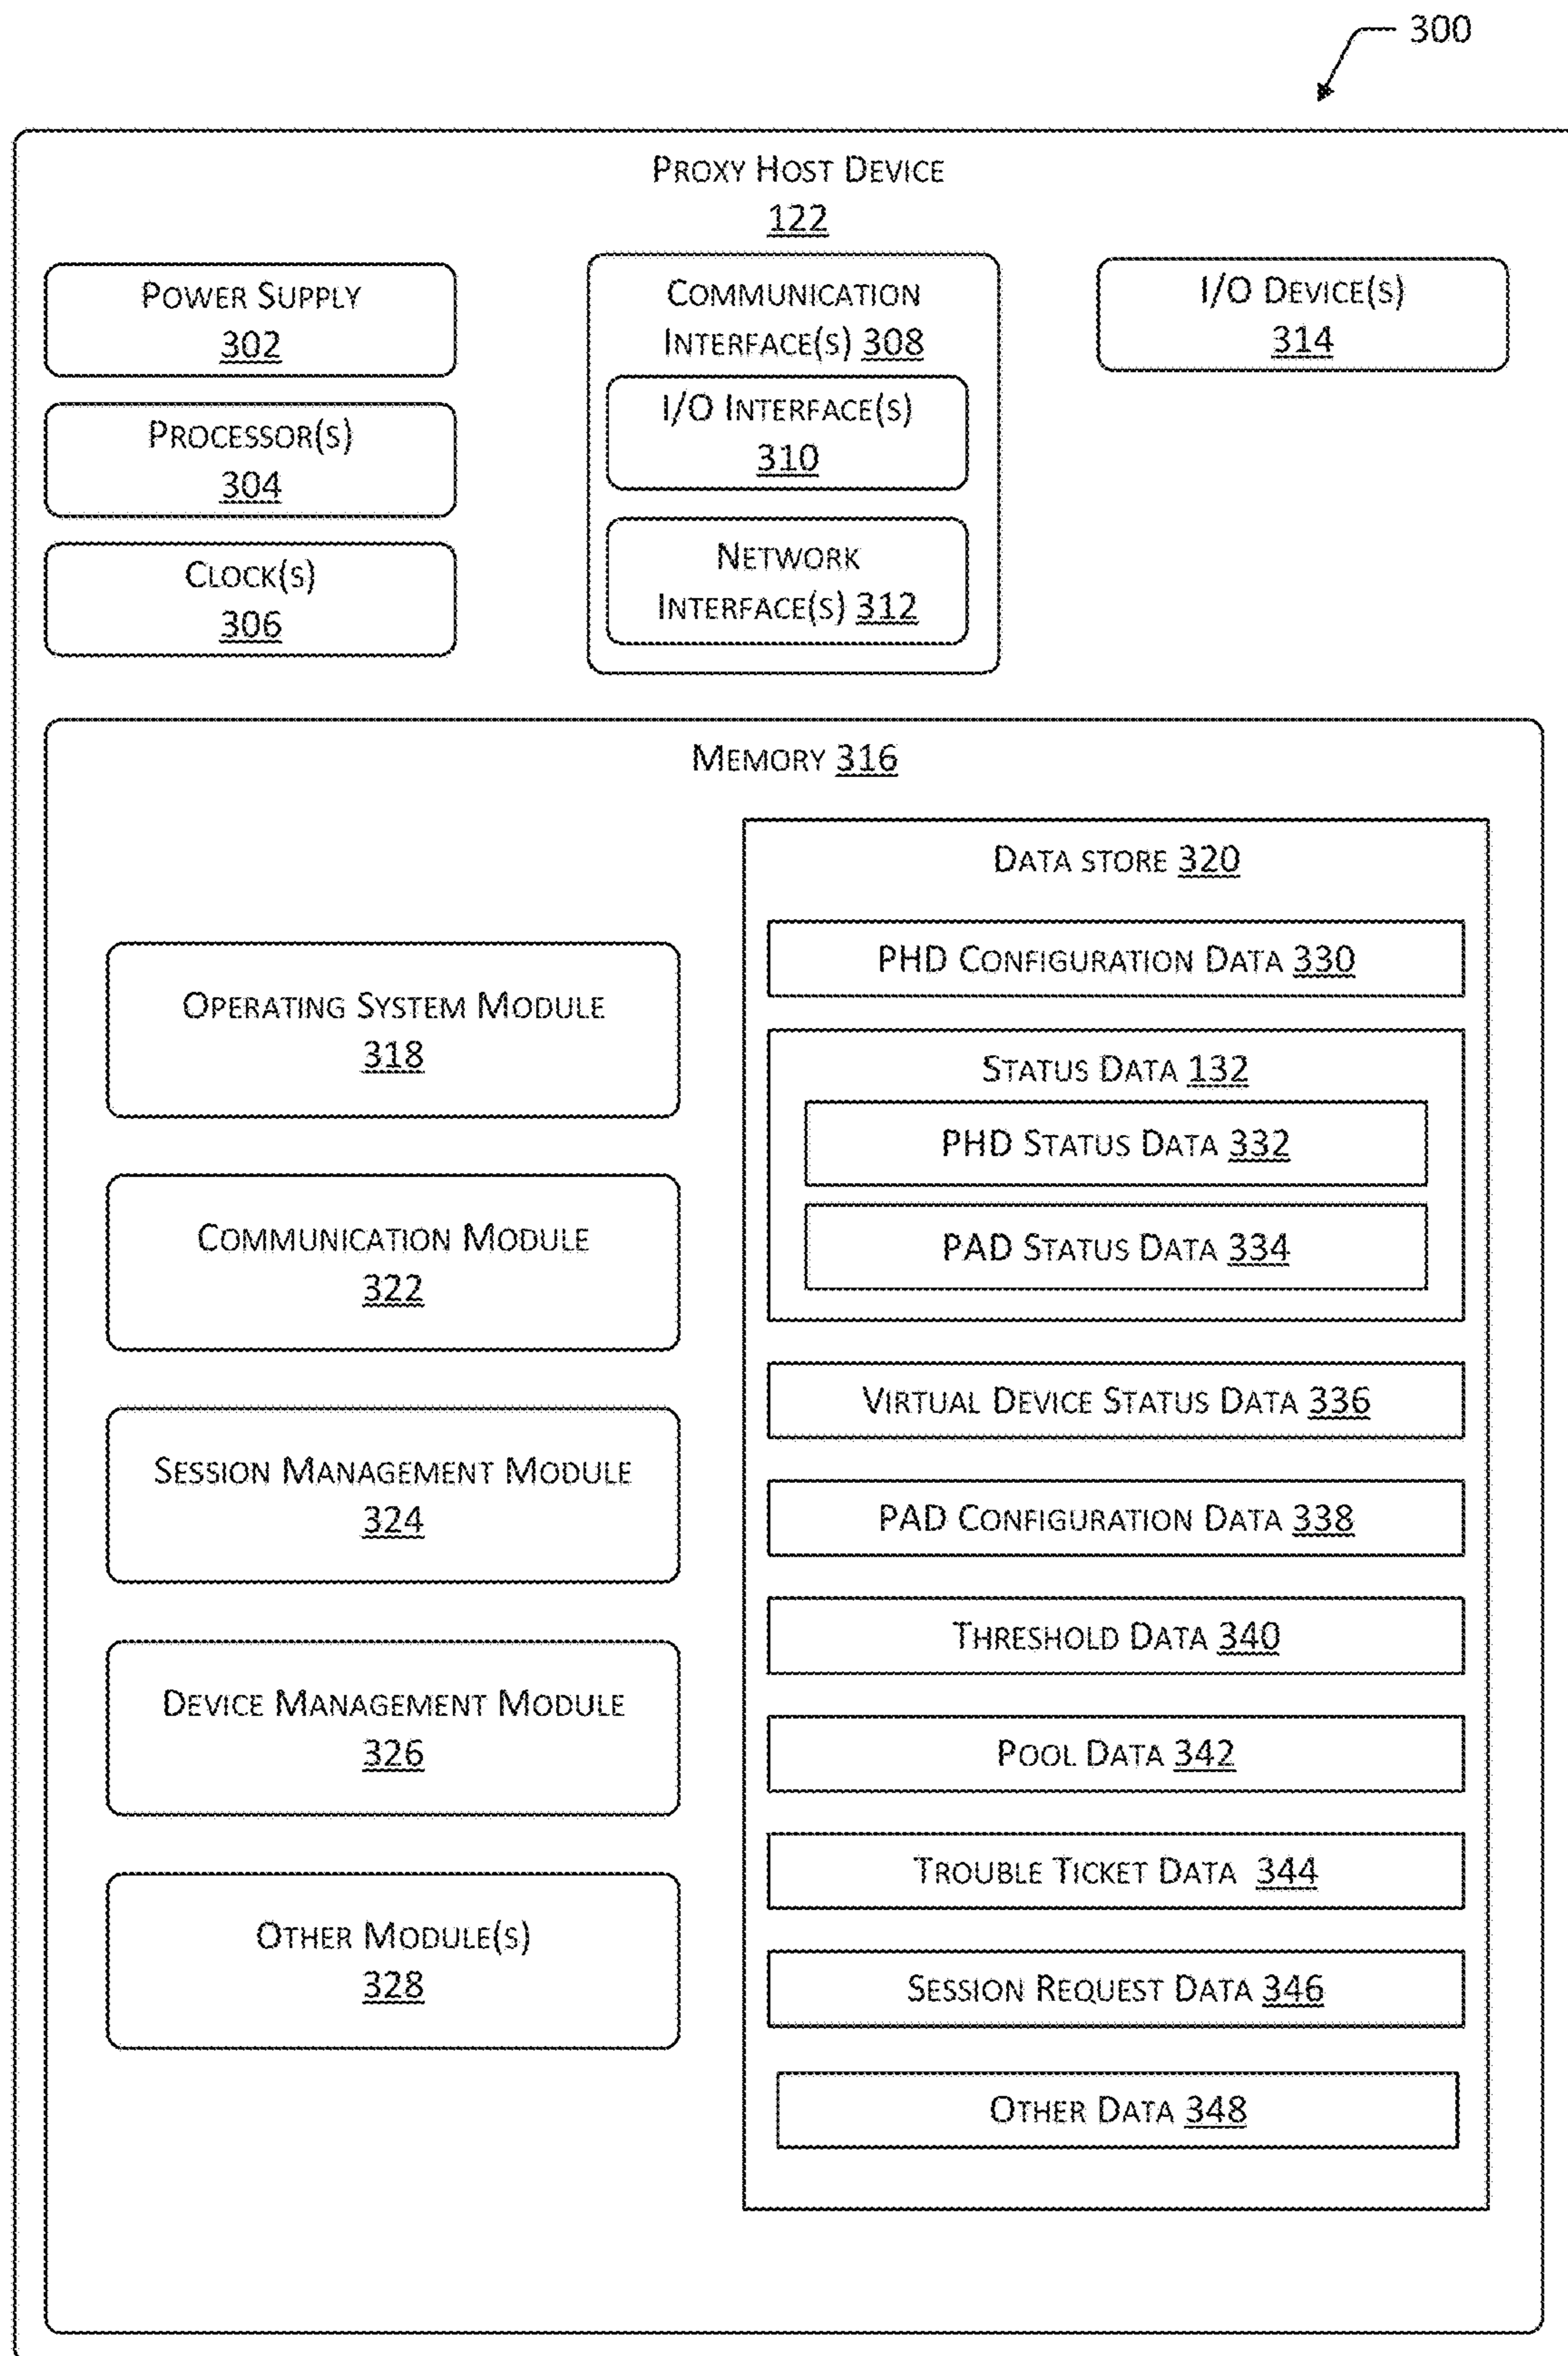 300
PROXY HOST DEVICE
122
POWER SUPPLY
302
PROCESSOR(S)
304
CLOCK(S)
306
COMMUNICATION
INTERFACE(S) 308
I/O INTERFACE(S)
310
NETWORK
INTERFACE(S) 312
I/O DEVICE(S)
314
MEMORY 316
OPERATING SYSTEM MODULE
318
COMMUNICATION MODULE
322
SESSION MANAGEMENT MODULE
324
DEVICE MANAGEMENT MODULE
326
OTHER MODULE(S)
328
DATA STORE 320
PHD CONFIGURATION DATA 330
STATUS DATA 132
PHD STATUS DATA 332
PAD STATUS DATA 334
VIRTUAL DEVICE STATUS DATA 336
PAD CONFIGURATION DATA 338
THRESHOLD DATA 340
POOL DATA 342
TROUBLE TICKET DATA 344
SESSION REQUEST DATA 346
OTHER DATA 348